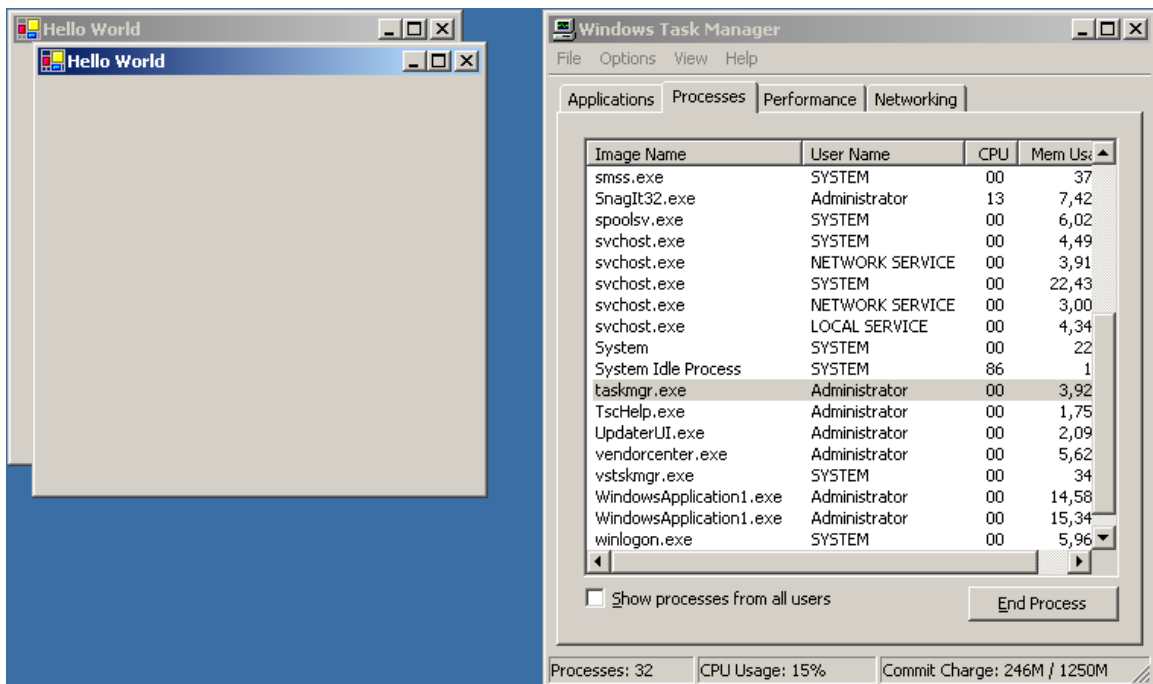 Hello World
Hello World
Windows Task Manager
File Options View Help
Applications Processes Performance Networking
Image Name User Name CPU Mem Usa
smss.exe SYSTEM 00 37
SnagIt32.exe Administrator 13 7,42
spoolsv.exe SYSTEM 00 6,02
svchost.exe SYSTEM 00 4,49
svchost.exe NETWORK SERVICE 00 3,91
svchost.exe SYSTEM 00 22,43
svchost.exe NETWORK SERVICE 00 3,00
svchost.exe LOCAL SERVICE 00 4,34
System SYSTEM 00 22
System Idle Process SYSTEM 86 1
taskmgr.exe Administrator 00 3,92
TscHelp.exe Administrator 00 1,75
UpdaterUI.exe Administrator 00 2,09
vendorcenter.exe Administrator 00 5,62
vstskmgr.exe SYSTEM 00 34
WindowsApplication1.exe Administrator 00 14,58
WindowsApplication1.exe Administrator 00 15,34
winlogon.exe SYSTEM 00 5,96
Show processes from all users
End Process
Processes: 32 CPU Usage: 15% Commit Charge: 246M / 1250M